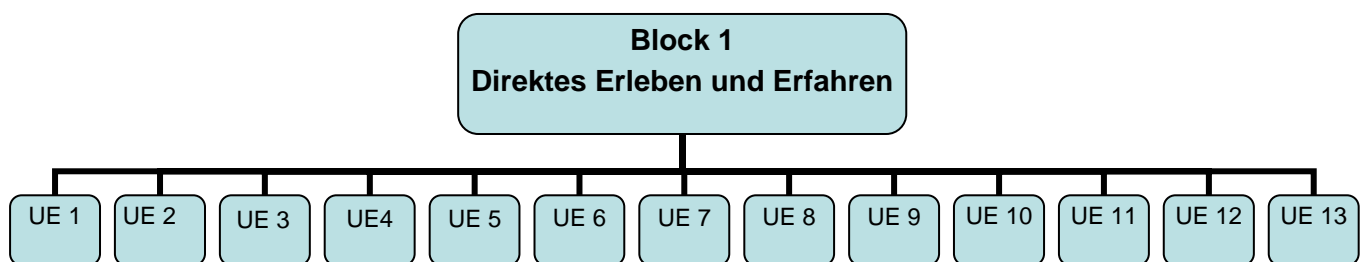 Block 1
Direktes Erleben und Erfahren
UE 1
UE 2
UE 3
UE4
UE 5
UE 6
UE 7
UE 8
UE 9
UE 10
UE 11
UE 12
UE 13